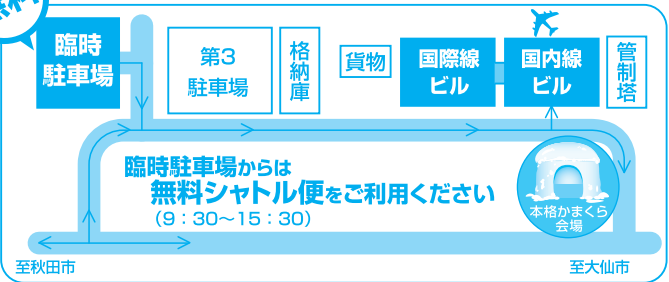 無料
臨時
駐車場
第3
駐車場
格納庫
貨物
国際線
ビル
国内線
ビル
管制塔
臨時駐車場からは
無料シャトル便をご利用ください
（9：30〜15：30）
本格かまくら
会場
至秋田市
至大仙市